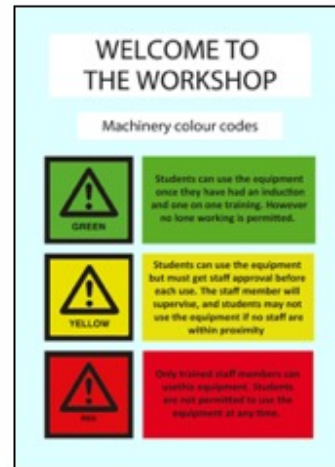 WELCOME TO
THE WORKSHOP
Machinery colour codes
GREEN
Students can use the equipment
once they have had an induction
and one on one training. However
no lone working is permitted.
YELLOW
Students can use the equipment
but must get staff approval before
each use. The staff member will
supervise, and students may not
use the equipment if no staff are
within proximity
RED
Only trained staff members can
usethis equipment. Students
are not permitted to use the
equipment at any time.